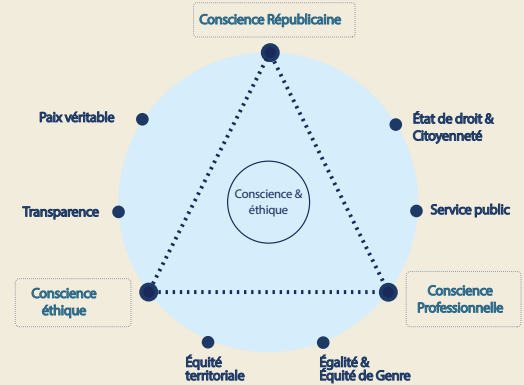 Conscience Républicaine
Paix véritable
État de droit &
Citoyenneté
Conscience &
éthique
Transparence
Service public
Conscience
éthique
Conscience
Professionnelle
Équité
territoriale
Égalité &
Équité de Genre